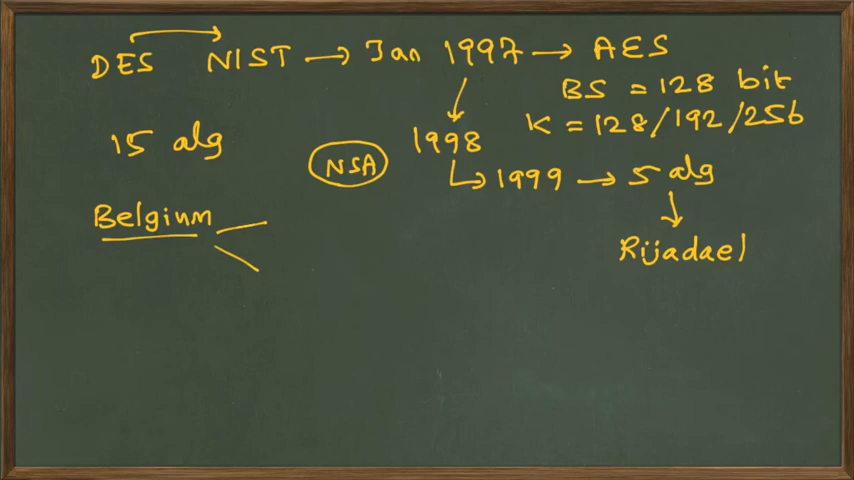 DES NIST → Jan 1997 → AES
BS = 128 bit
K = 128/192/256
15 alg
1998
NSA
1999 → 5 alg
Belgium
Rijadael